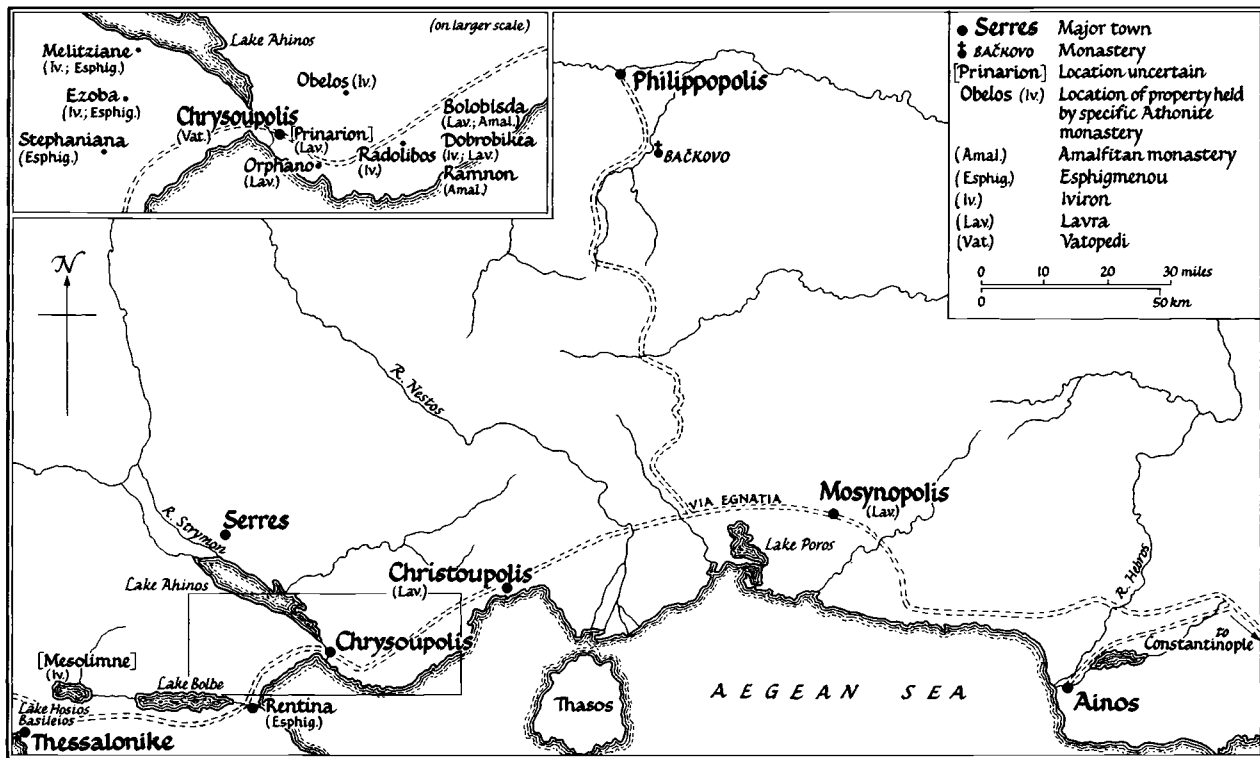 Lake Ahinos
(on larger scale)
Melitziane
(Iv.; Esphig.)
Ezoba
(Iv.; Esphig.)
Stephaniana
(Esphig.)
Obelos (Iv.)
Chrysoupolis
(Vat.)
[Prinarion]
(Lav.)
Orphano
(Lav.)
Radolibos
(Iv.)
Bolobisda
(Lav.; Amal.)
Dobrobikea
(Iv.; Lav.)
Ramnon
(Amal.)
Serres Major town
BAČKOVO Monastery
[Prinarion] Location uncertain
Obelos (Iv.) Location of property held
by specific Athonite
monastery
(Amal.) Amalfitan monastery
(Esphig.) Esphigmenou
(Iv.) Iviron
(Lav.) Lavra
(Vat.) Vatopedi
0 10 20 30 miles
0 50 km
Philippopolis
BAČKOVO
N
R. Nestos
R. Strymon
Serres
Lake Ahinos
VIA EGNATIA
Mosynopolis
(Lav.)
Lake Poros
Christoupolis
(Lav.)
Chrysoupolis
R. Hebros
to
Constantinople
[Mesolimne]
(Iv.)
Lake Bolbe
Lake Hosios
Basileios
Rentina
(Esphig.)
Thessalonike
Thasos
AEGEAN SEA
Ainos